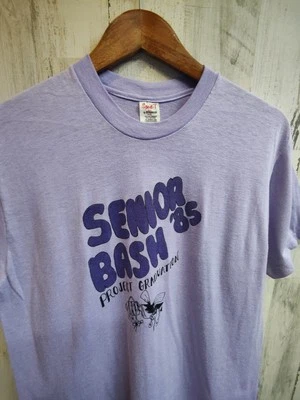 SENIOR
BASH '85
PROJECT GRADUATION